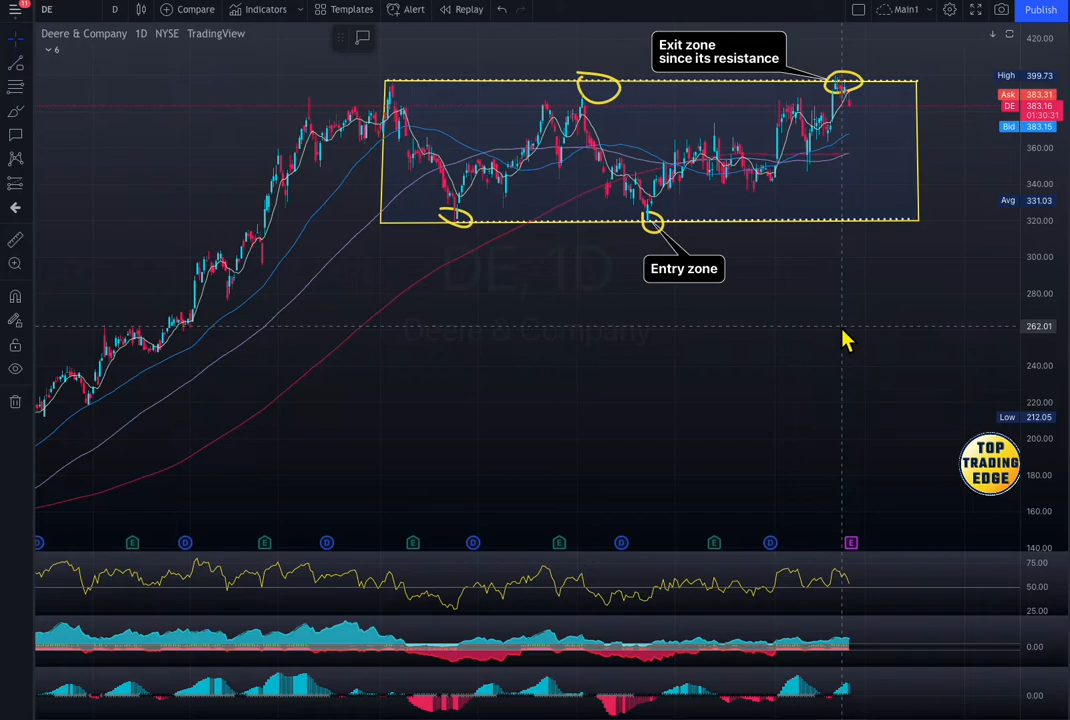 11
DE
D
Compare
Indicators
Templates
Alert
Replay
Main1
Publish
Deere & Company 1D NYSE TradingView
6
Exit zone
since its resistance
Entry zone
DE, 1D
Deere & Company
420.00
High 399.73
Ask 383.31
DE 383.16
01:30:31
Bid 383.15
360.00
340.00
Avg 331.03
320.00
300.00
280.00
262.01
240.00
220.00
Low 212.05
200.00
180.00
160.00
140.00
TOP
TRADING
EDGE
D E D E D E D E D E D E
75.00
50.00
25.00
0.00
0.00